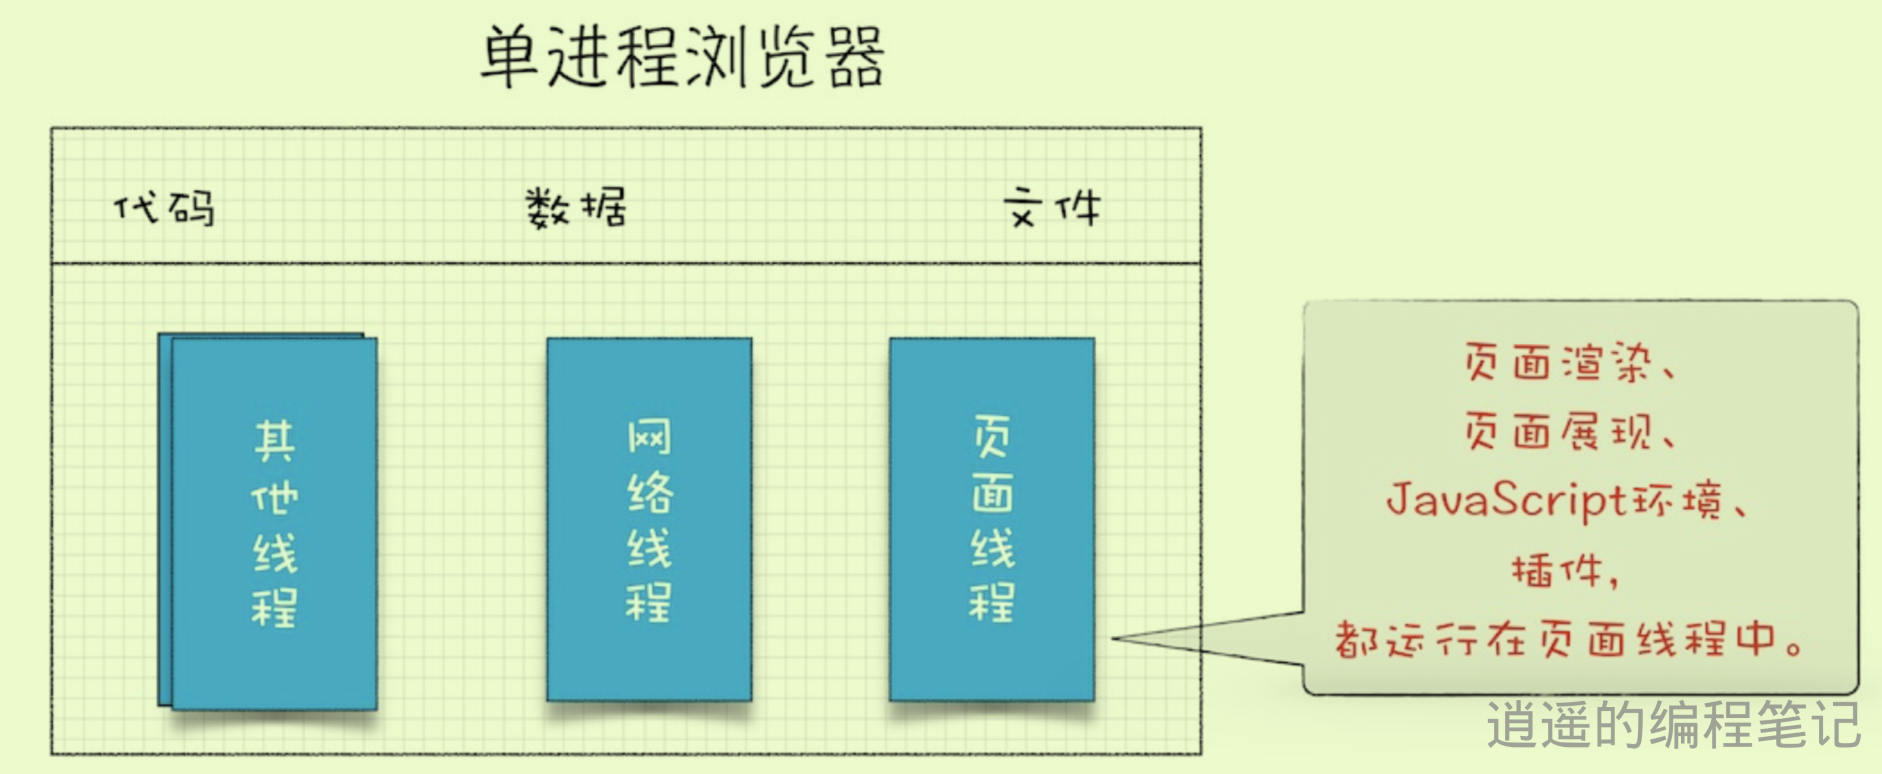 单进程浏览器
代码
数据
文件
其他线程
网络线程
页面线程
页面渲染、
页面展现、
JavaScript环境、
插件,
都运行在页面线程中。
逍遥的编程笔记